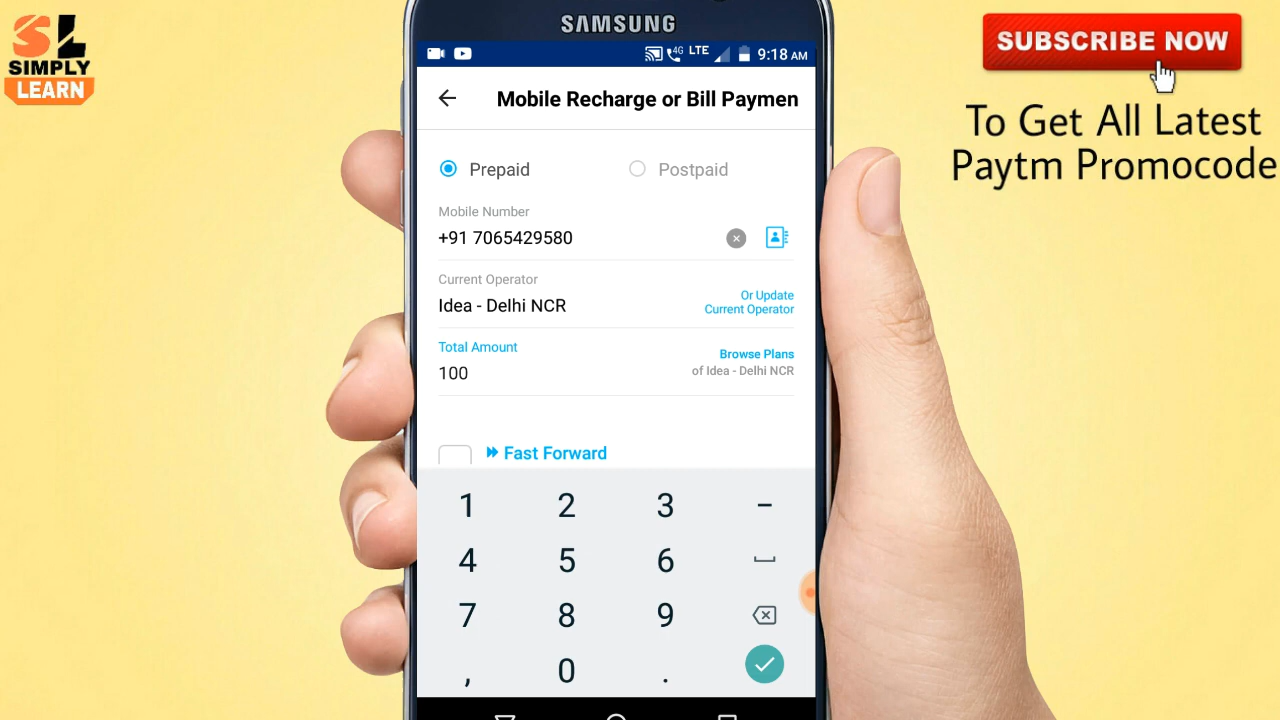 SL
SIMPLY
LEARN
SAMSUNG
4G LTE 9:18 AM
Mobile Recharge or Bill Paymen
Prepaid
Postpaid
Mobile Number
+91 7065429580
Current Operator
Idea - Delhi NCR
Or Update
Current Operator
Total Amount
100
Browse Plans
of Idea - Delhi NCR
Fast Forward
1 2 3 -
4 5 6
7 8 9
, 0 .
SUBSCRIBE NOW
To Get All Latest
Paytm Promocode